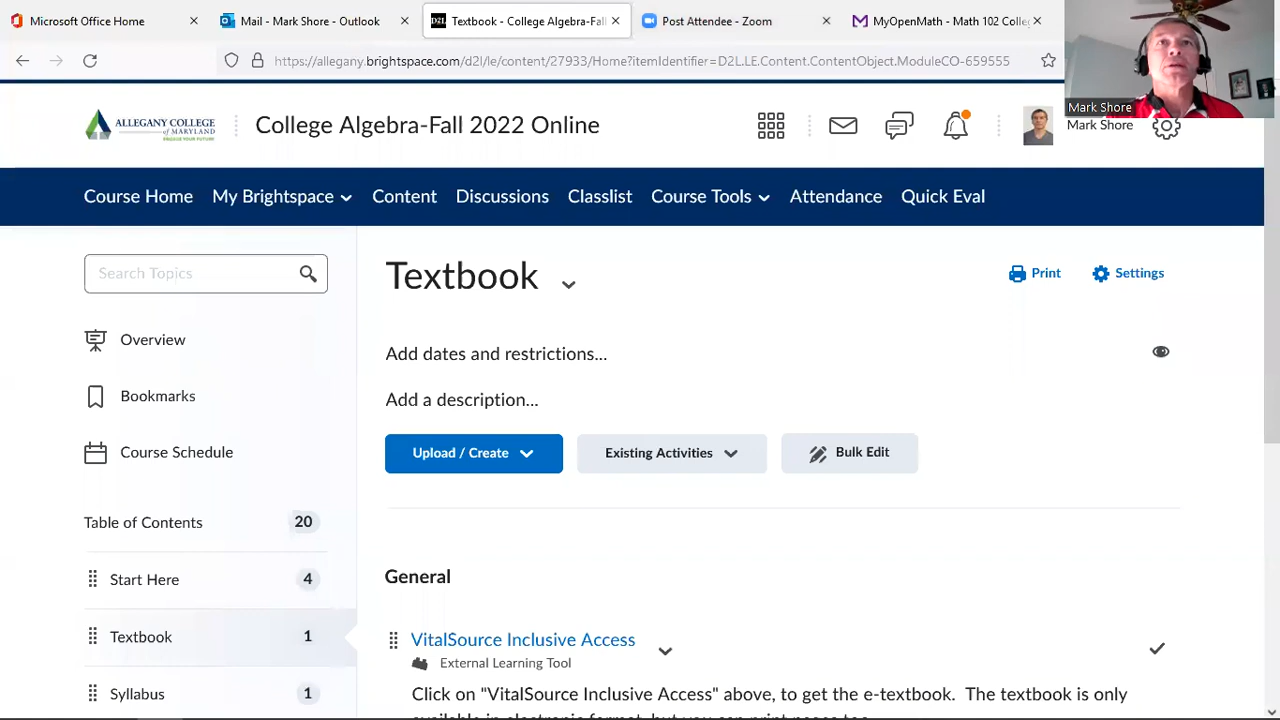 Microsoft Office Home
Mail - Mark Shore - Outlook
D2L Textbook - College Algebra-Fall
Post Attendee - Zoom
MyOpenMath - Math 102 Colle
https://allegany.brightspace.com/d2l/le/content/27933/Home?itemIdentifier=D2L.LE.Content.ContentObject.ModuleCO-659555
Mark Shore
ALLEGANY COLLEGE
OF MARYLAND
College Algebra-Fall 2022 Online
Mark Shore
Course Home My Brightspace Content Discussions Classlist Course Tools Attendance Quick Eval
Search Topics
Textbook
Print
Settings
Overview
Add dates and restrictions...
Bookmarks
Add a description...
Course Schedule
Upload / Create
Existing Activities
Bulk Edit
Table of Contents 20
Start Here 4
General
Textbook 1
VitalSource Inclusive Access
External Learning Tool
Syllabus 1
Click on "VitalSource Inclusive Access" above, to get the e-textbook. The textbook is only